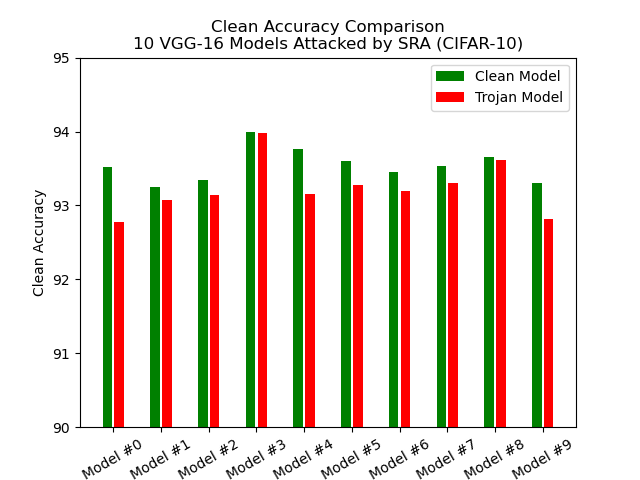 Clean Accuracy Comparison
10 VGG-16 Models Attacked by SRA (CIFAR-10)
Clean Model
Trojan Model
Clean Accuracy
95
94
93
92
91
90
Model #0
Model #1
Model #2
Model #3
Model #4
Model #5
Model #6
Model #7
Model #8
Model #9